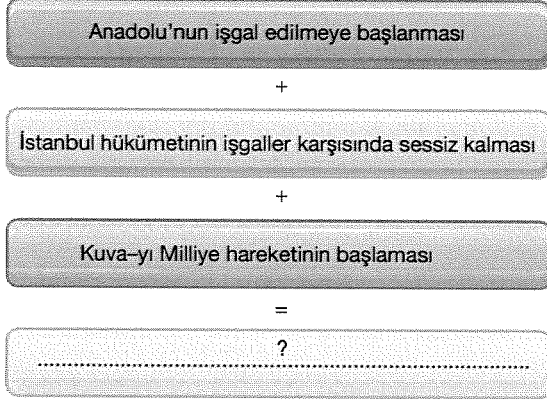 Anadolu'nun işgal edilmeye başlanması
+
İstanbul hükümetinin işgaller karşısında sessiz kalması
+
Kuva–yı Milliye hareketinin başlaması
=
?